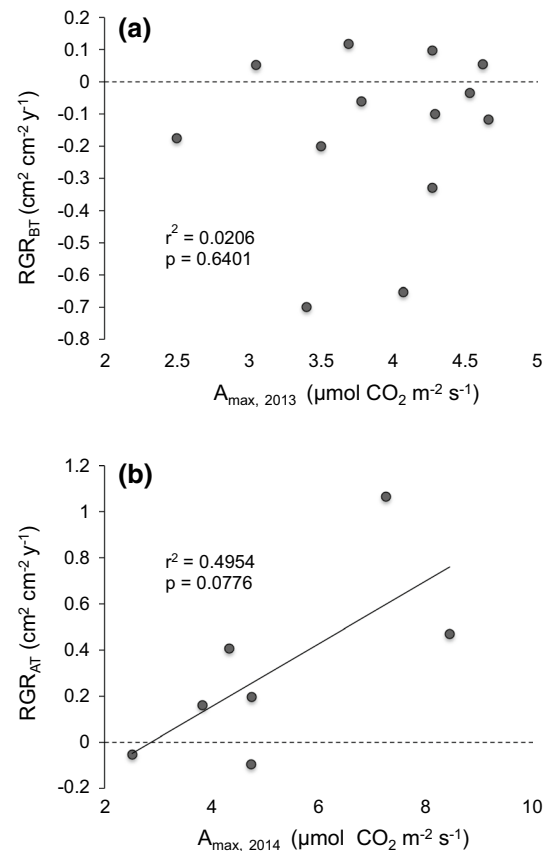 (a)
0.2
0.1
0
-0.1
-0.2
-0.3
-0.4
-0.5
-0.6
-0.7
-0.8
RGR_BT (cm² cm⁻² y⁻¹)
r² = 0.0206
p = 0.6401
2 2.5 3 3.5 4 4.5 5
A_max, 2013 (µmol CO₂ m⁻² s⁻¹)
(b)
1.2
1
0.8
0.6
0.4
0.2
0
-0.2
RGR_AT (cm² cm⁻² y⁻¹)
r² = 0.4954
p = 0.0776
2 4 6 8 10
A_max, 2014 (µmol CO₂ m⁻² s⁻¹)